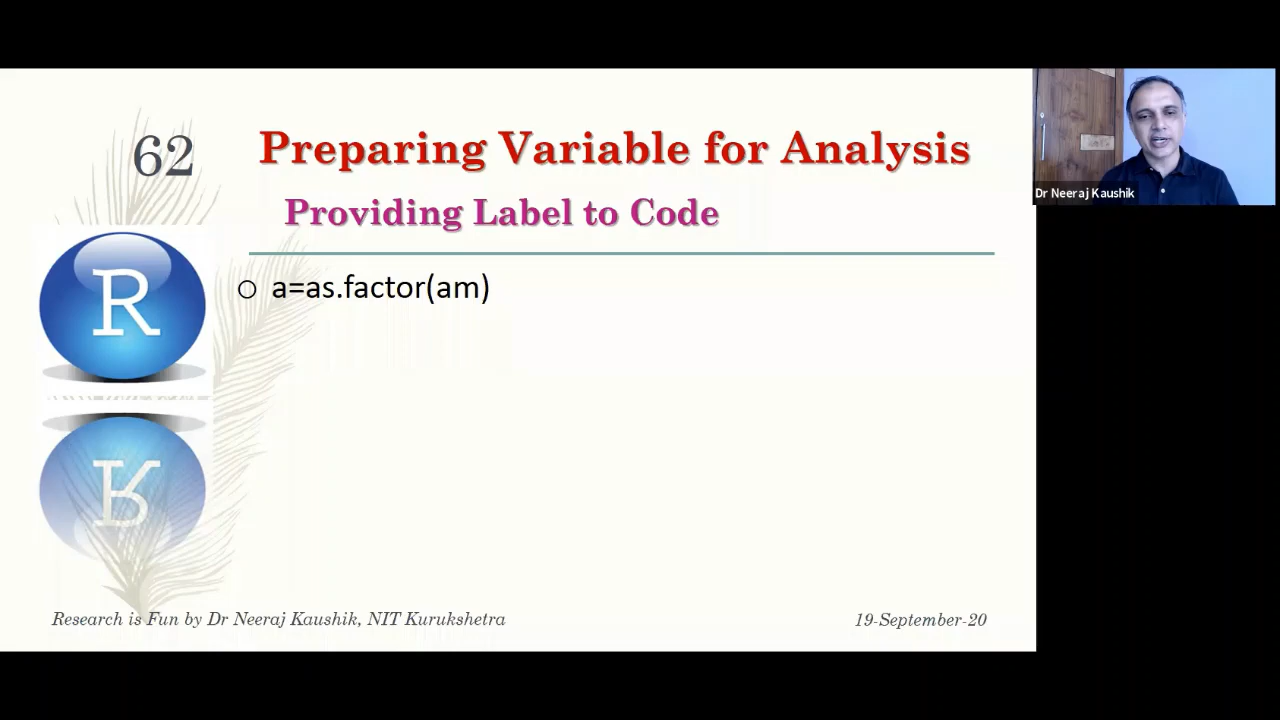 62
Preparing Variable for Analysis
Providing Label to Code
a=as.factor(am)
R
Research is Fun by Dr Neeraj Kaushik, NIT Kurukshetra
19-September-20
Dr Neeraj Kaushik